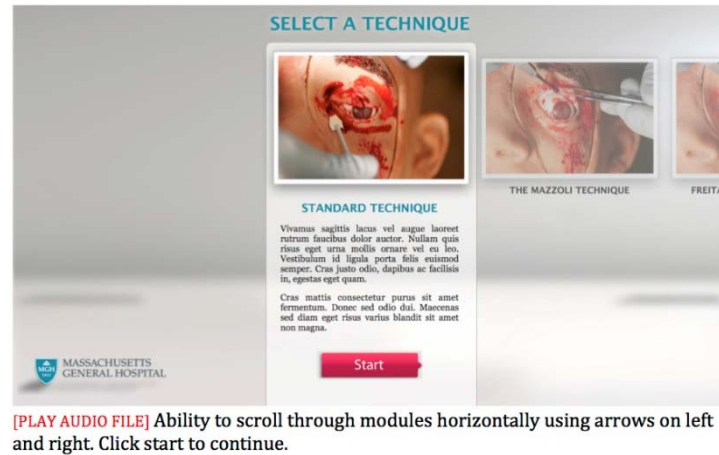 SELECT A TECHNIQUE
STANDARD TECHNIQUE
Vivamus sagittis lacus vel augue laoreet
rutrum faucibus dolor auctor. Nullam quis
risus eget urna mollis ornare vel eu leo.
Vestibulum id ligula porta felis euismod
semper. Cras justo odio, dapibus ac facilisis
in, egestas eget quam.
Cras mattis consectetur purus sit amet
fermentum. Donec sed odio dui. Maecenas
sed diam eget risus varius blandit sit amet
non magna.
Start
THE MAZZOLI TECHNIQUE
FREITA
MGH
1811
MASSACHUSETTS
GENERAL HOSPITAL
[PLAY AUDIO FILE] Ability to scroll through modules horizontally using arrows on left
and right. Click start to continue.